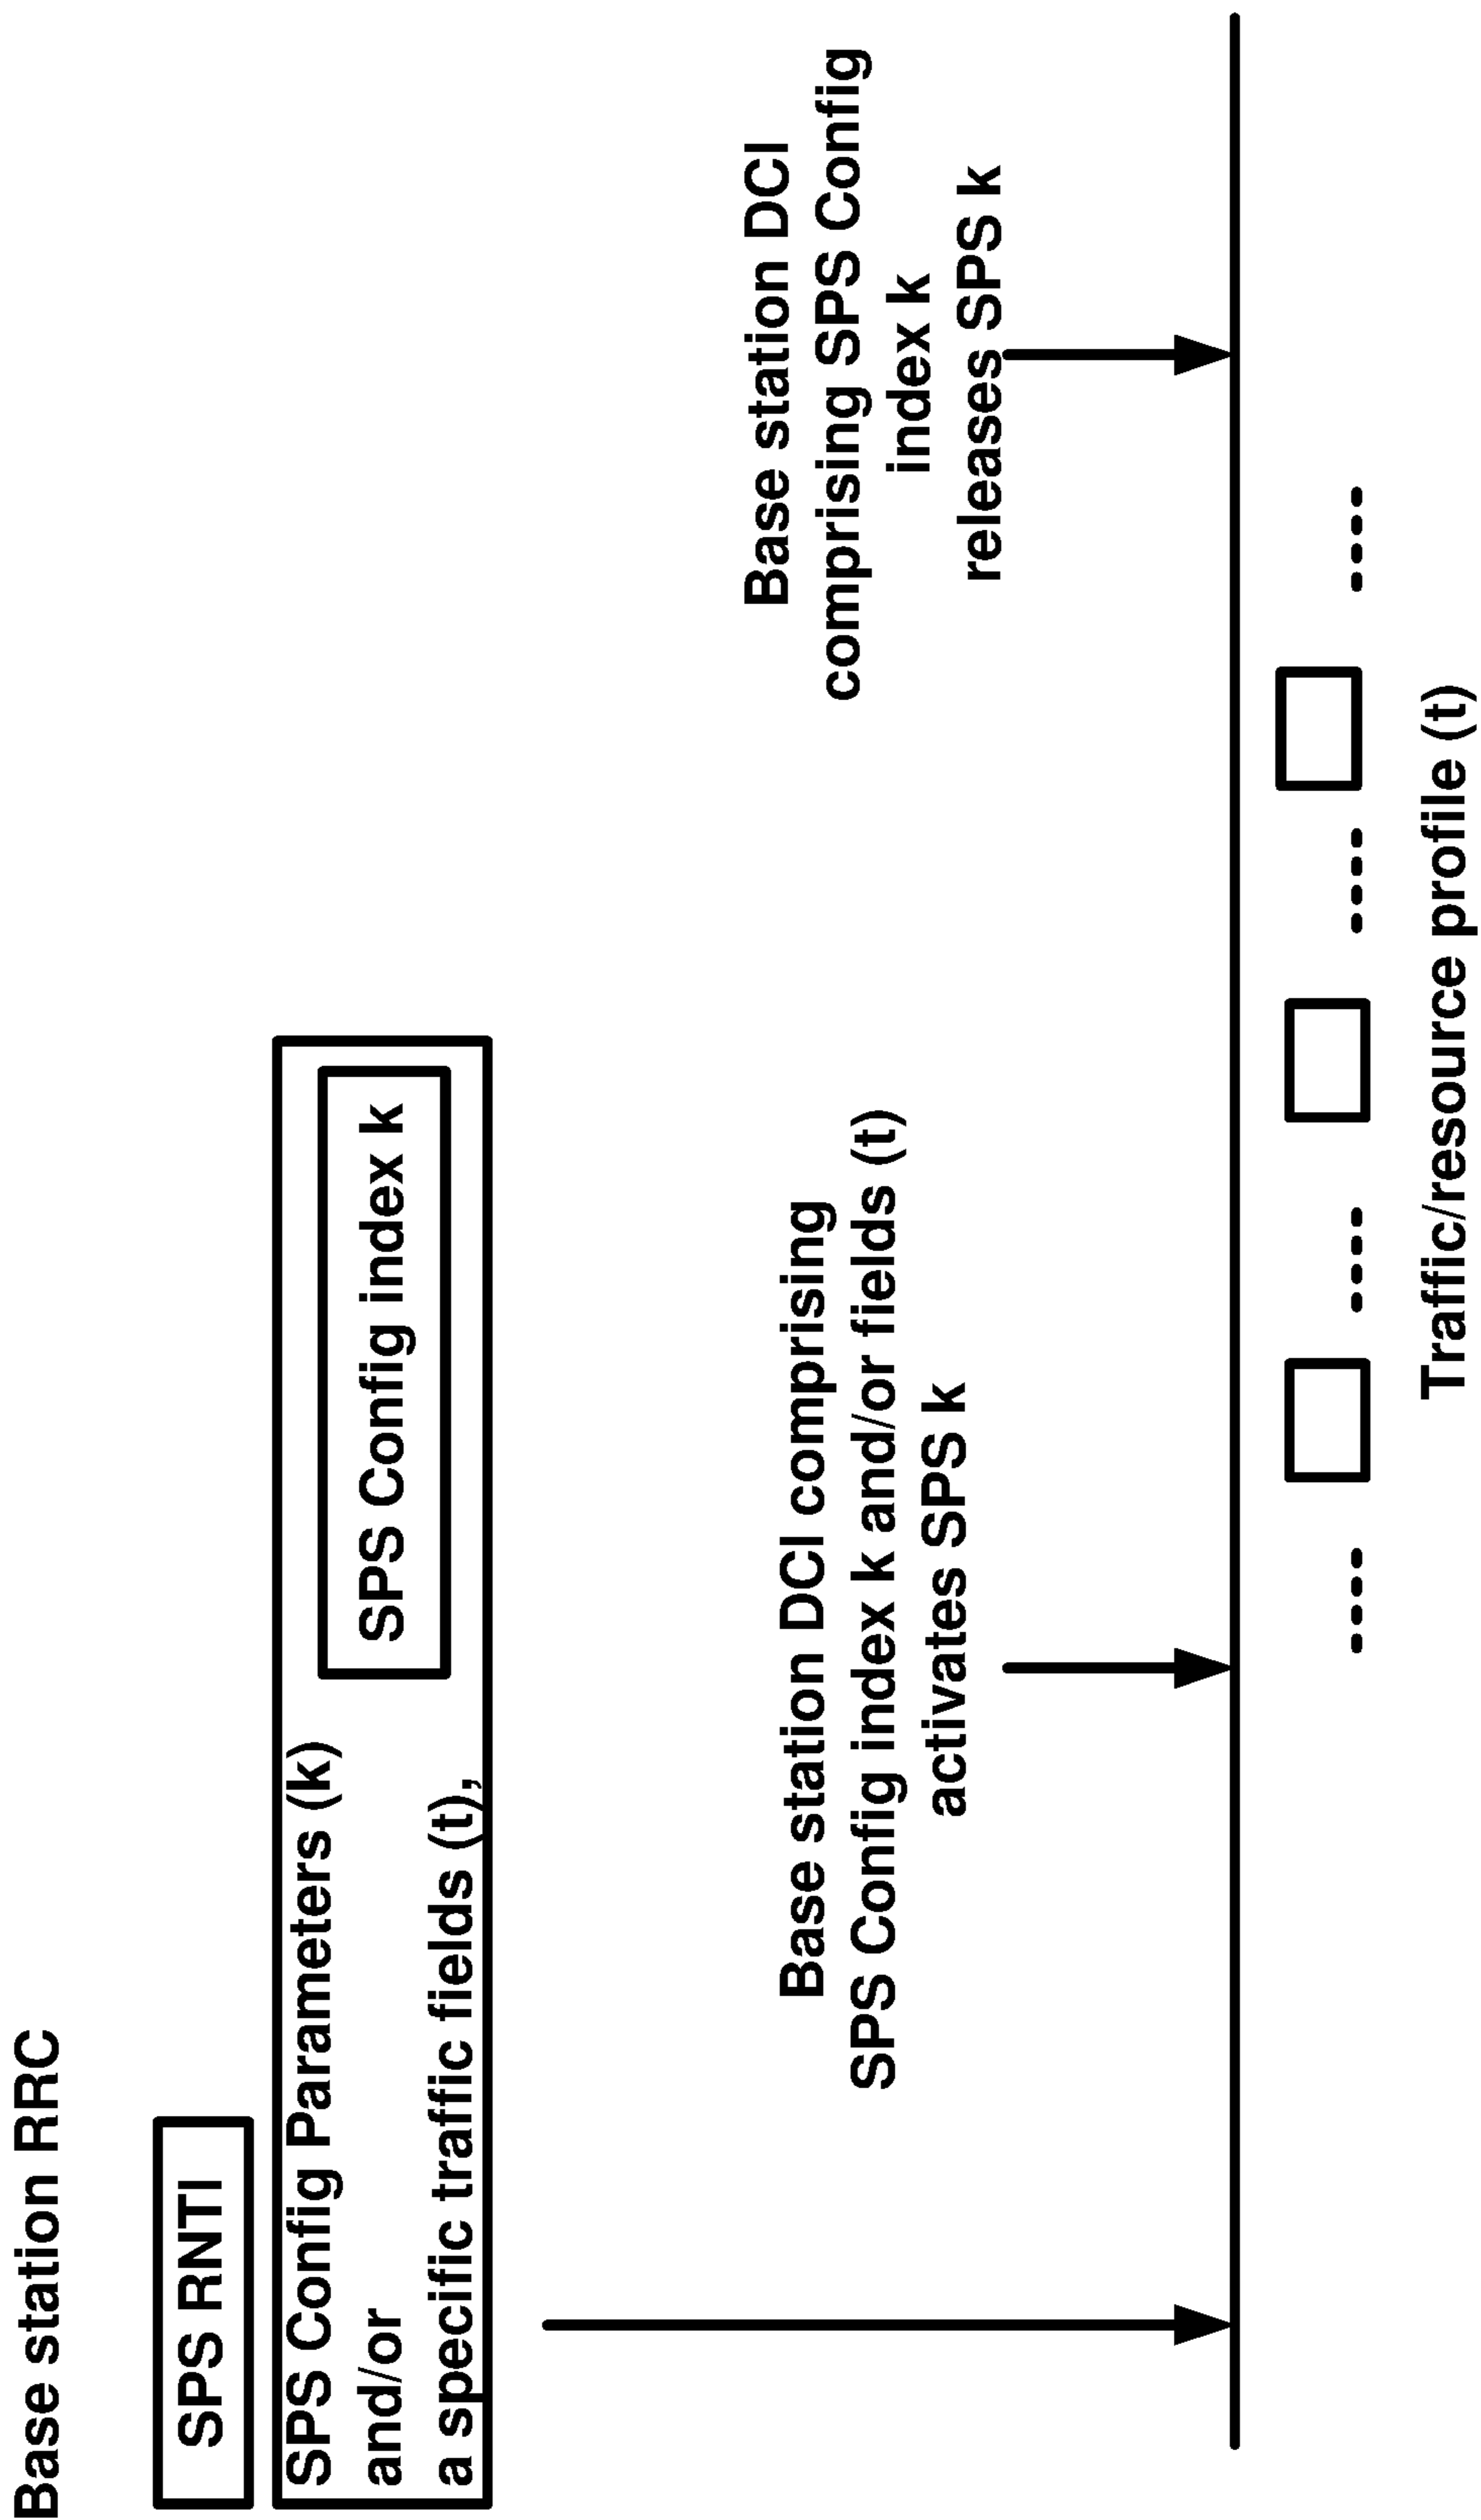 Base station RRC
SPS RNTI
SPS Config Parameters (k)
and/or
a specific traffic fields (t),
SPS Config index k
Base station DCI comprising
SPS Config index k and/or fields (t)
activates SPS k
Base station DCI
comprising SPS Config
index k
releases SPS k
Traffic/resource profile (t)